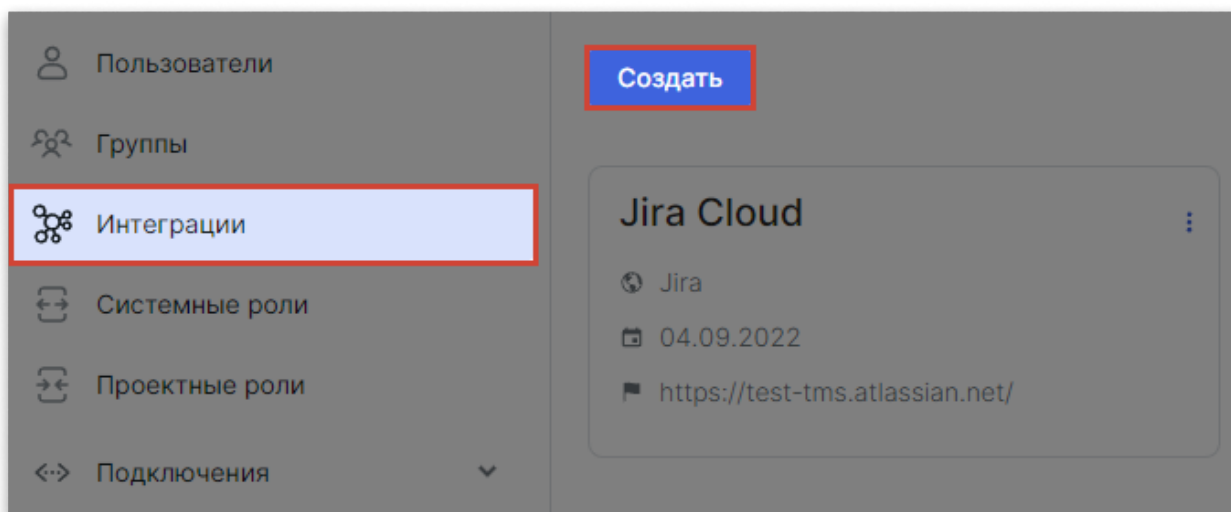 Пользователи
Группы
Интеграции
Системные роли
Проектные роли
Подключения
Создать
Jira Cloud
Jira
04.09.2022
https://test-tms.atlassian.net/